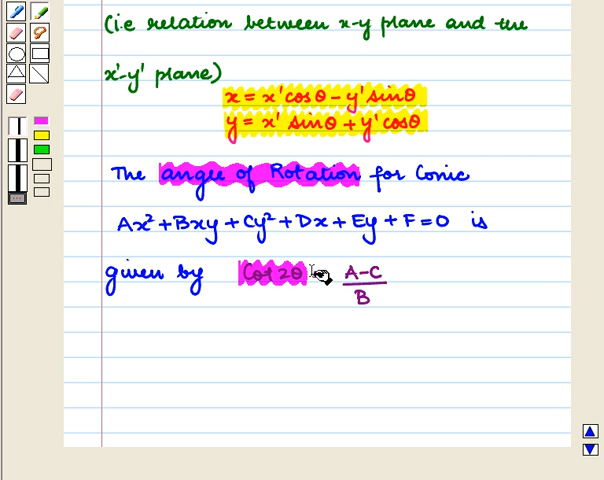 (i.e relation between x-y plane and the
x'-y' plane)
x = x'cosθ - y'sinθ
y = x' sinθ + y'cosθ
The angle of Rotation for Conic
Ax² + Bxy + Cy² + Dx + Ey + F = 0 is
given by Cot 2θ = A-C/B